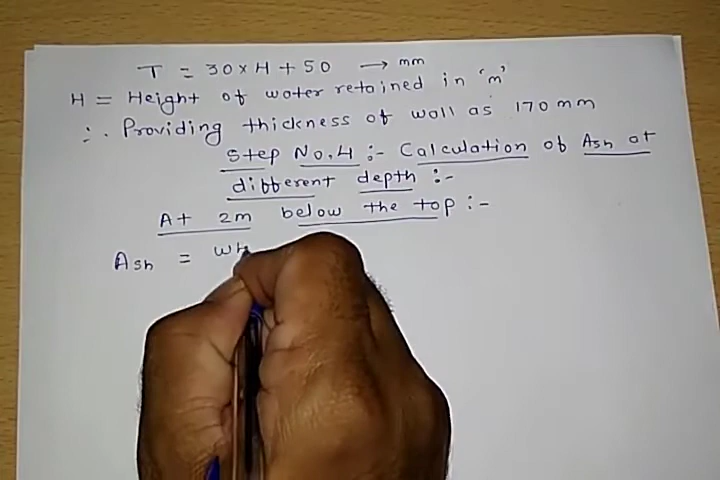 T = 30 x H + 50 → mm
H = Height of water retained in 'm'
∴ Providing thickness of wall as 170 mm
Step No. 4 :- Calculation of Ash at
different depth :-
At 2m below the top :-
Ash = WH